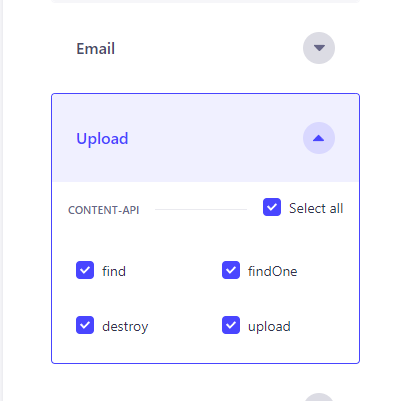 Email
Upload
CONTENT-API
Select all
find
findOne
destroy
upload